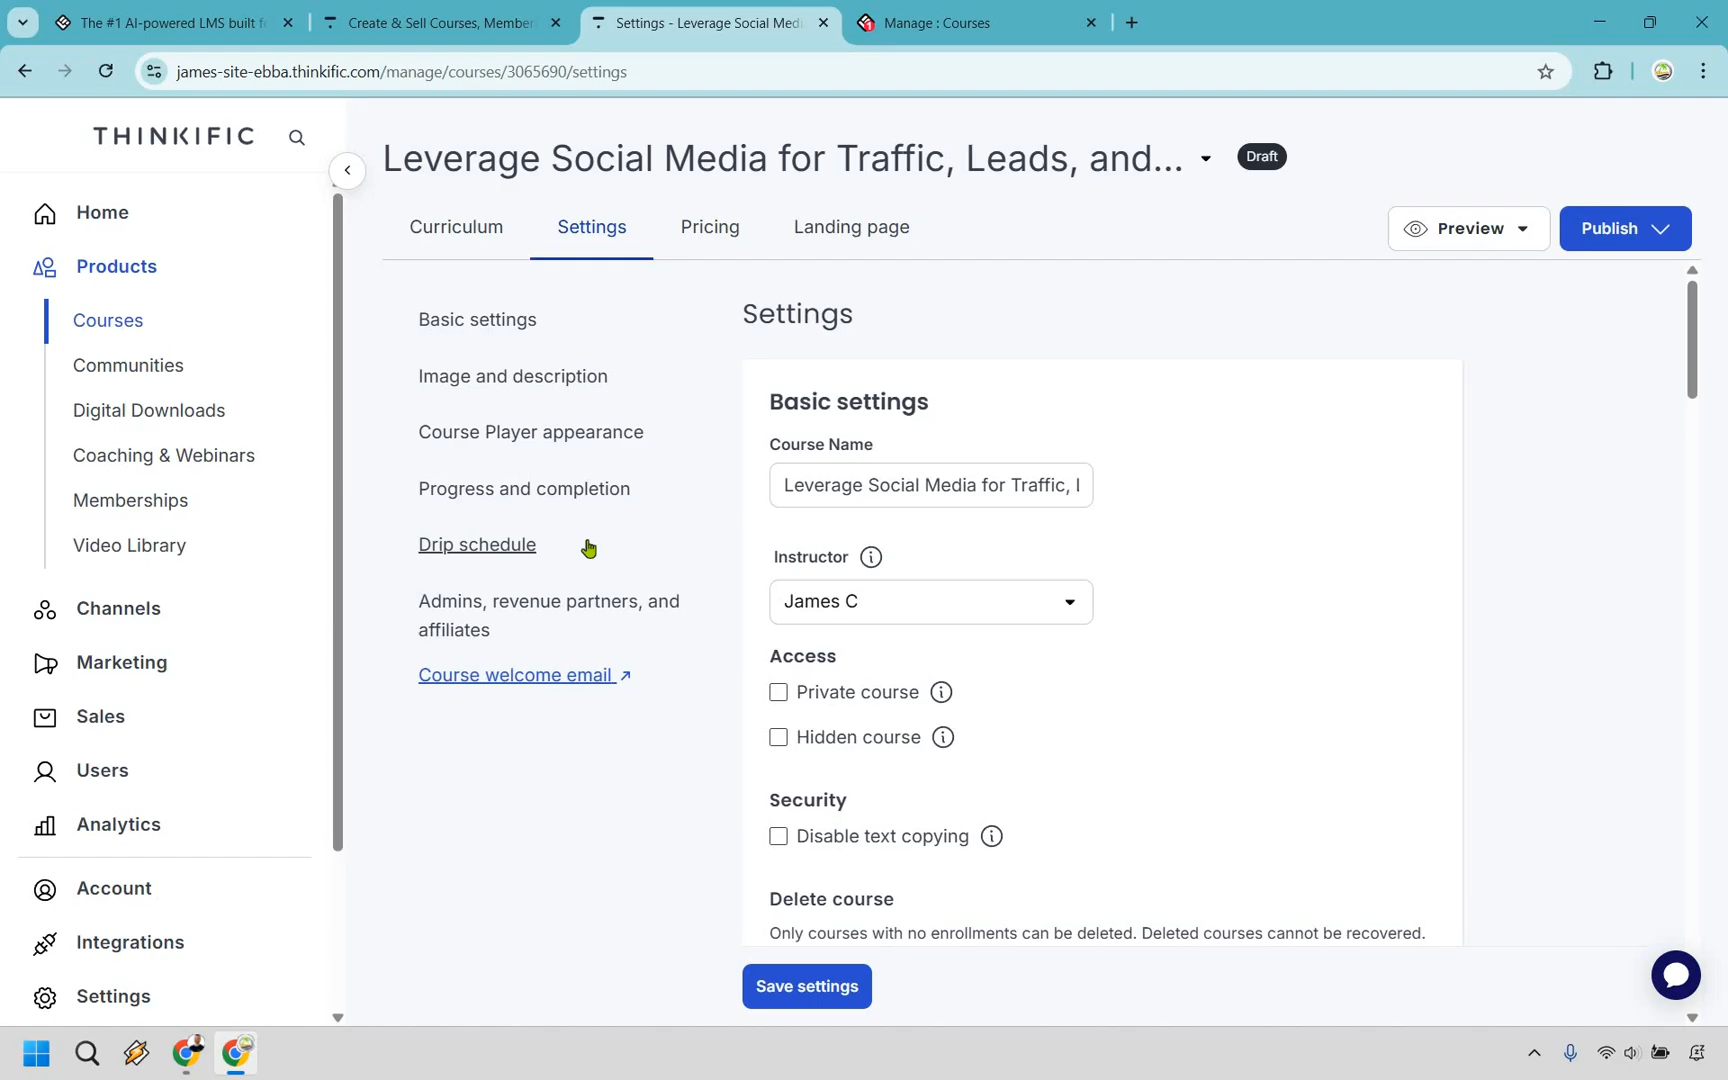 The #1 AI-powered LMS built f
Create & Sell Courses, Member
Settings - Leverage Social Medi
Manage : Courses
james-site-ebba.thinkific.com/manage/courses/3065690/settings
THINKIFIC
Home
Products
Courses
Communities
Digital Downloads
Coaching & Webinars
Memberships
Video Library
Channels
Marketing
Sales
Users
Analytics
Account
Integrations
Settings
Leverage Social Media for Traffic, Leads, and...
Draft
Curriculum
Settings
Pricing
Landing page
Preview
Publish
Basic settings
Image and description
Course Player appearance
Progress and completion
Drip schedule
Admins, revenue partners, and
affiliates
Course welcome email
Settings
Basic settings
Course Name
Leverage Social Media for Traffic, l
Instructor
James C
Access
Private course
Hidden course
Security
Disable text copying
Delete course
Only courses with no enrollments can be deleted. Deleted courses cannot be recovered.
Save settings